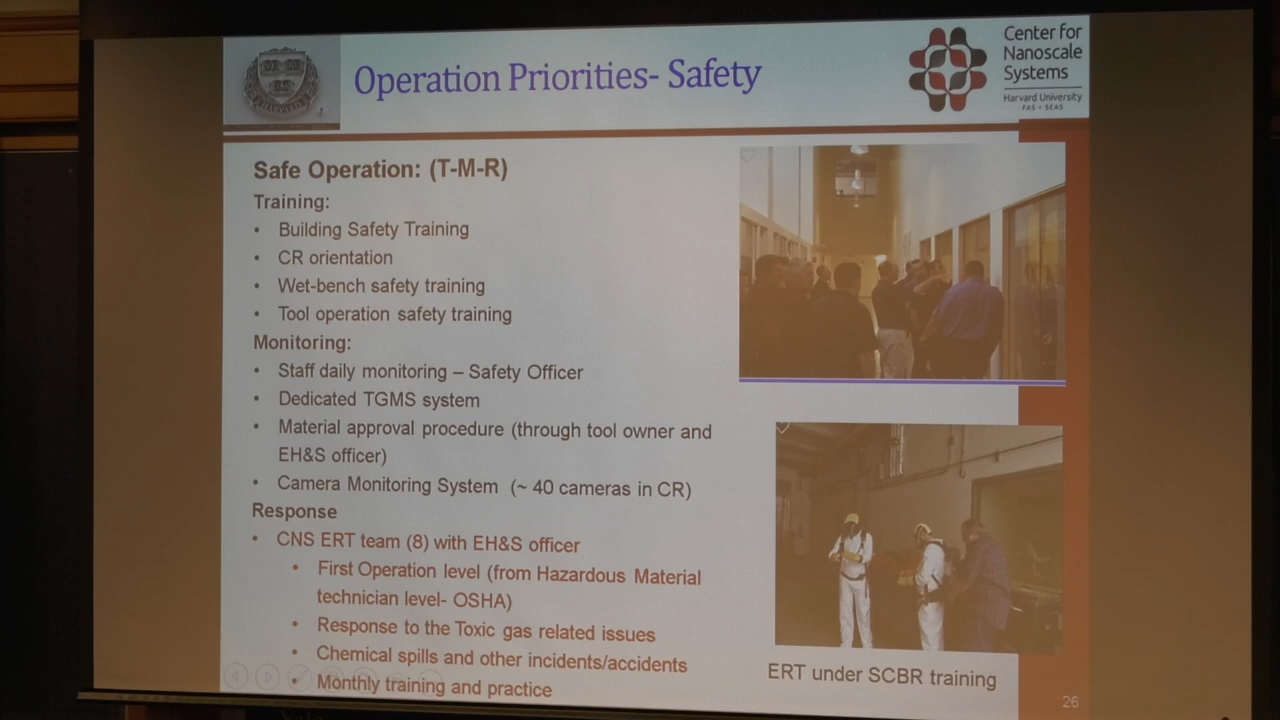 Operation Priorities- Safety
Center for
Nanoscale
Systems
Harvard University
FAS • SEAS
Safe Operation: (T-M-R)
Training:
• Building Safety Training
• CR orientation
• Wet-bench safety training
• Tool operation safety training
Monitoring:
• Staff daily monitoring – Safety Officer
• Dedicated TGMS system
• Material approval procedure (through tool owner and
EH&S officer)
• Camera Monitoring System (~ 40 cameras in CR)
Response
• CNS ERT team (8) with EH&S officer
• First Operation level (from Hazardous Material
technician level- OSHA)
• Response to the Toxic gas related issues
• Chemical spills and other incidents/accidents
• Monthly training and practice
ERT under SCBR training
26